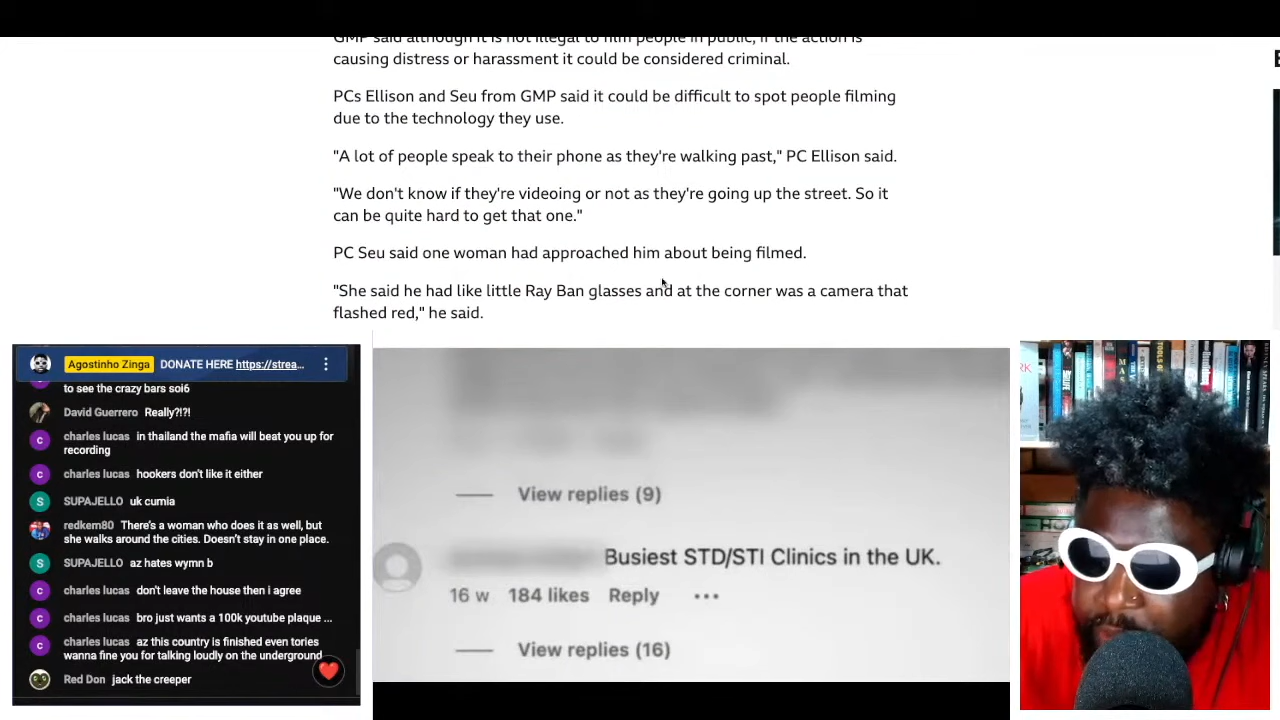 GMP said although it is not illegal to film people in public, if the action is
causing distress or harassment it could be considered criminal.
PCs Ellison and Seu from GMP said it could be difficult to spot people filming
due to the technology they use.
"A lot of people speak to their phone as they're walking past," PC Ellison said.
"We don't know if they're videoing or not as they're going up the street. So it
can be quite hard to get that one."
PC Seu said one woman had approached him about being filmed.
"She said he had like little Ray Ban glasses and at the corner was a camera that
flashed red," he said.
Agostinho Zinga DONATE HERE https://strea...
to see the crazy bars soi6
David Guerrero Really?!?!
charles lucas in thailand the mafia will beat you up for
recording
charles lucas hookers don't like it either
SUPAJELLO uk cumia
redkem80 There's a woman who does it as well, but
she walks around the cities. Doesn't stay in one place.
SUPAJELLO az hates wymn b
charles lucas don't leave the house then I agree
charles lucas bro just wants a 100k youtube plaque ...
charles lucas az this country is finished even tories
wanna fine you for talking loudly on the underground
Red Don jack the creeper
View replies (9)
Busiest STD/STI Clinics in the UK.
16 w 184 likes Reply ...
View replies (16)